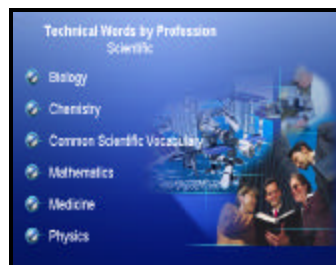 Technical Words by Profession
Scientific
Biology
Chemistry
Common Scientific Vocabulary
Mathematics
Medicine
Physics